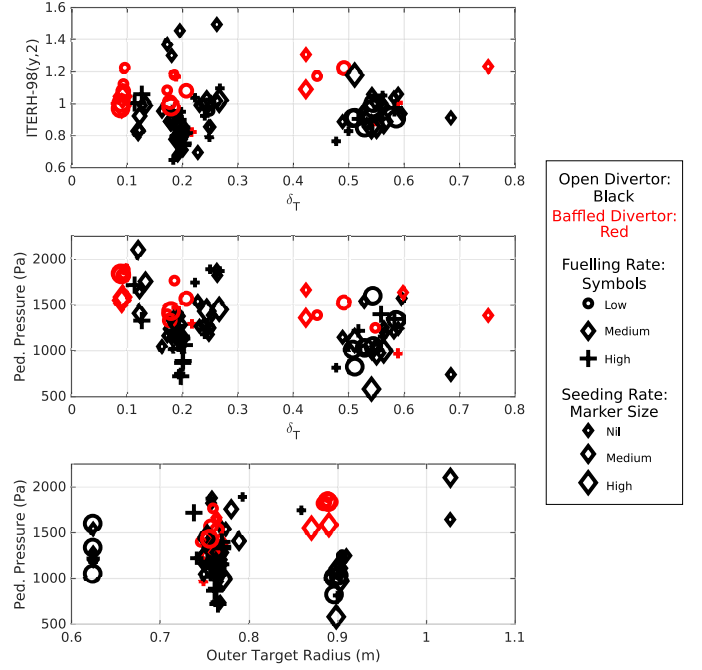 1.6
1.4
1.2
1
0.8
0.6
ITERH-98(y,2)
0 0.1 0.2 0.3 0.4 0.5 0.6 0.7 0.8
δT
2000
1500
1000
500
Ped. Pressure (Pa)
0 0.1 0.2 0.3 0.4 0.5 0.6 0.7 0.8
δT
2000
1500
1000
500
Ped. Pressure (Pa)
0.6 0.7 0.8 0.9 1 1.1
Outer Target Radius (m)
Open Divertor:
Black
Baffled Divertor:
Red
Fuelling Rate:
Symbols
Low
Medium
High
Seeding Rate:
Marker Size
Nil
Medium
High